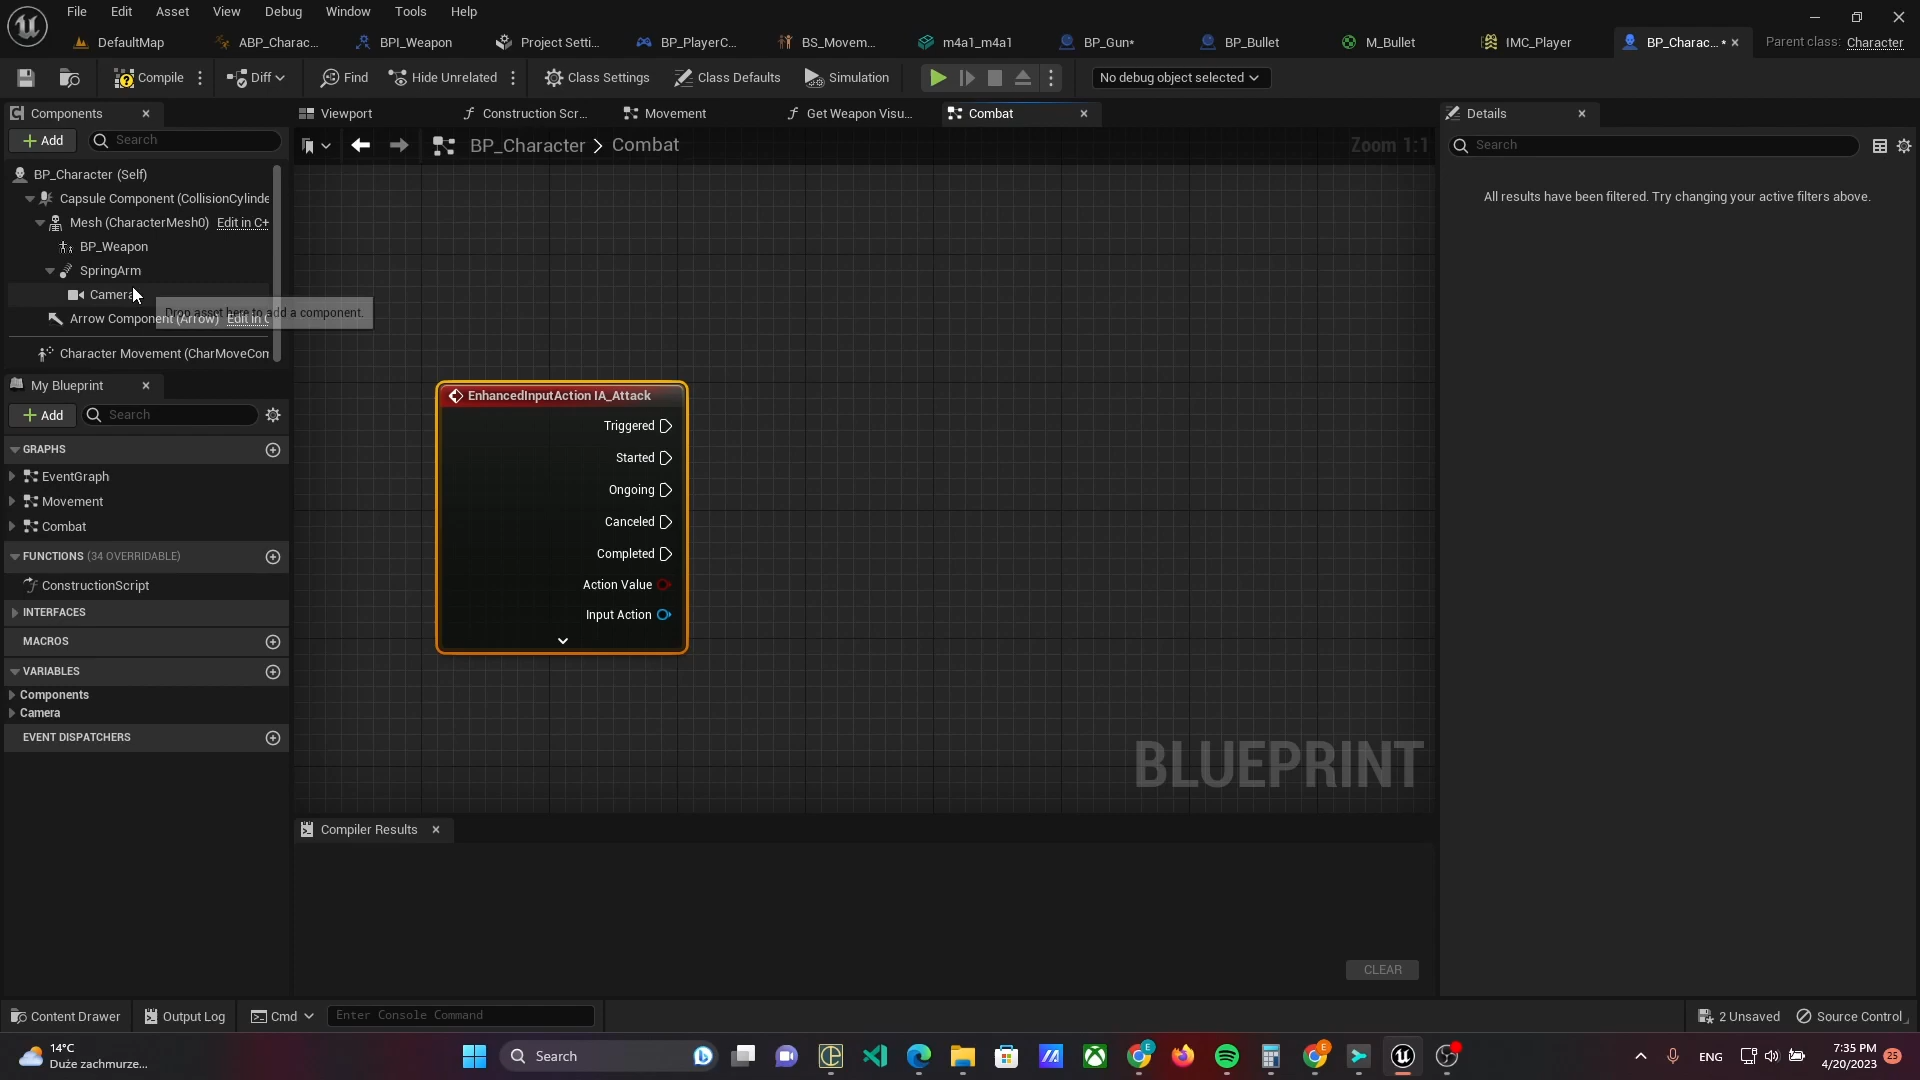 File Edit Asset View Debug Window Tools Help
DefaultMap ABP_Charac... BPI_Weapon Project Setti... BP_PlayerC... BS_Movem... m4a1_m4a1 BP_Gun* BP_Bullet M_Bullet IMC_Player BP_Charac... * Parent class: Character
Compile Diff Find Hide Unrelated Class Settings Class Defaults Simulation No debug object selected
Components Viewport Construction Scr... Movement Get Weapon Visu... Combat Details
Add Search BP_Character > Combat Zoom 1:1 Search
BP_Character (Self)
Capsule Component (CollisionCylinde
Mesh (CharacterMesh0) Edit in C+
BP_Weapon
SpringArm
Camera
Drop asset here to add a component.
Arrow Component (Arrow) Edit in C
Character Movement (CharMoveCom
All results have been filtered. Try changing your active filters above.
My Blueprint
Add Search
GRAPHS
EventGraph
Movement
Combat
FUNCTIONS (34 OVERRIDABLE)
ConstructionScript
INTERFACES
MACROS
VARIABLES
Components
Camera
EVENT DISPATCHERS
EnhancedInputAction IA_Attack
Triggered
Started
Ongoing
Canceled
Completed
Action Value
Input Action
BLUEPRINT
Compiler Results
CLEAR
Content Drawer Output Log Cmd Enter Console Command 2 Unsaved Source Control
14°C
Duże zachmurze...
Search
ENG
7:35 PM
4/20/2023
25